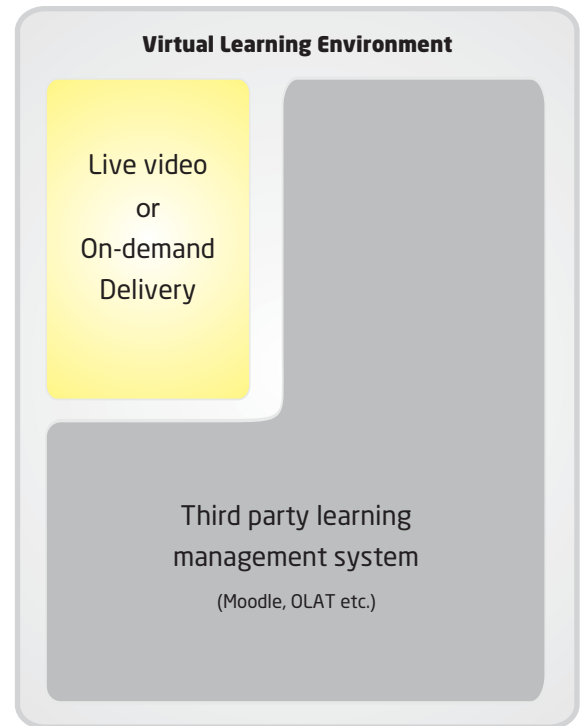 Virtual Learning Environment
Live video
or
On-demand
Delivery
Third party learning
management system
(Moodle, OLAT etc.)